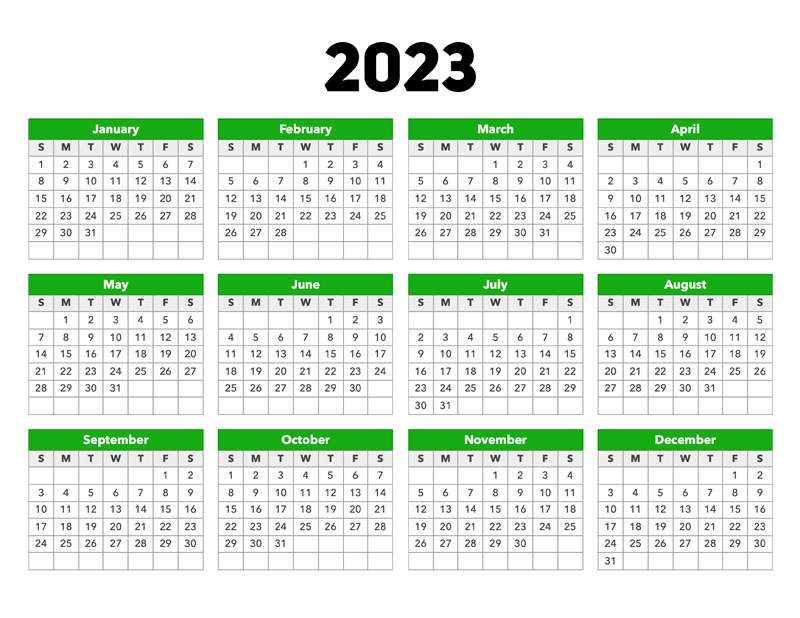 2023
January February March April
S M T W T F S S M T W T F S S M T W T F S S M T W T F S
1 2 3 4 5 6 7 1 2 3 4 1 2 3 4 1
8 9 10 11 12 13 14 5 6 7 8 9 10 11 5 6 7 8 9 10 11 2 3 4 5 6 7 8
15 16 17 18 19 20 21 12 13 14 15 16 17 18 12 13 14 15 16 17 18 9 10 11 12 13 14 15
22 23 24 25 26 27 28 19 20 21 22 23 24 25 19 20 21 22 23 24 25 16 17 18 19 20 21 22
29 30 31 26 27 28 26 27 28 29 30 31 23 24 25 26 27 28 29
30
May June July August
S M T W T F S S M T W T F S S M T W T F S S M T W T F S
1 2 3 4 5 6 1 2 3 1 1 2 3 4 5
7 8 9 10 11 12 13 4 5 6 7 8 9 10 2 3 4 5 6 7 8 6 7 8 9 10 11 12
14 15 16 17 18 19 20 11 12 13 14 15 16 17 9 10 11 12 13 14 15 13 14 15 16 17 18 19
21 22 23 24 25 26 27 18 19 20 21 22 23 24 16 17 18 19 20 21 22 20 21 22 23 24 25 26
28 29 30 31 25 26 27 28 29 30 23 24 25 26 27 28 29 27 28 29 30 31
30 31
September October November December
S M T W T F S S M T W T F S S M T W T F S S M T W T F S
1 2 1 2 3 4 5 6 7 1 2 3 4 1 2
3 4 5 6 7 8 9 8 9 10 11 12 13 14 5 6 7 8 9 10 11 3 4 5 6 7 8 9
10 11 12 13 14 15 16 15 16 17 18 19 20 21 12 13 14 15 16 17 18 10 11 12 13 14 15 16
17 18 19 20 21 22 23 22 23 24 25 26 27 28 19 20 21 22 23 24 25 17 18 19 20 21 22 23
24 25 26 27 28 29 30 29 30 31 26 27 28 29 30 24 25 26 27 28 29 30
31